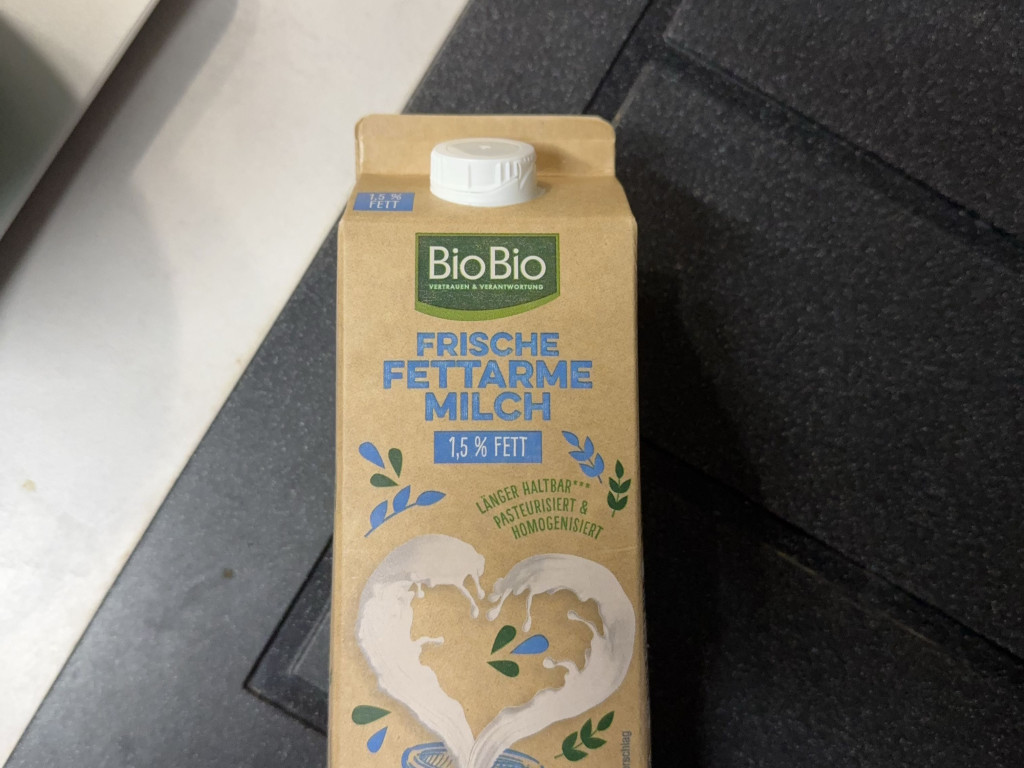 1,5 %
FETT
BioBio
VERTRAUEN & VERANTWORTUNG
FRISCHE
FETTARME
MILCH
1,5 % FETT
LÄNGER HALTBAR***
PASTEURISIERT &
HOMOGENISIERT